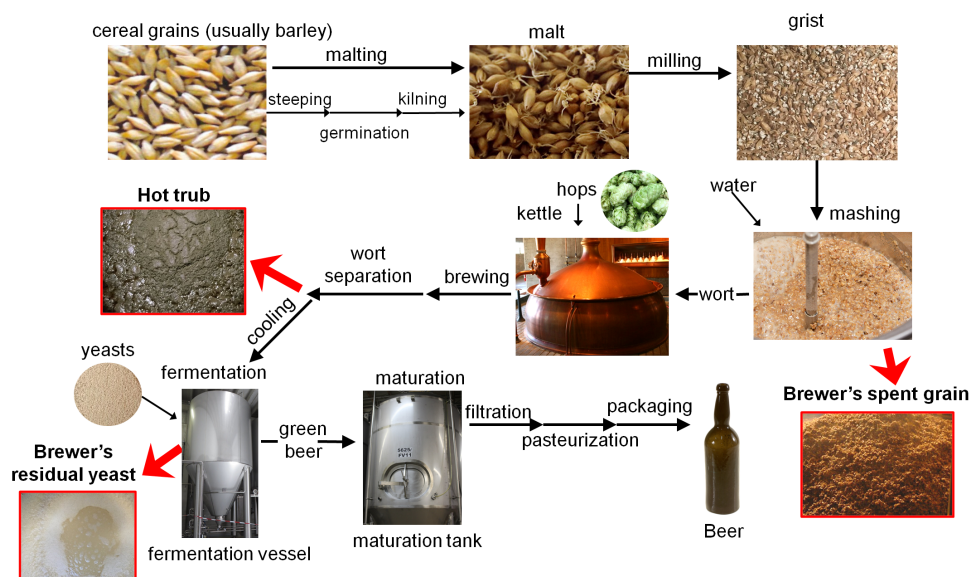 cereal grains (usually barley)
malting
malt
milling
grist
steeping
kilning
germination
Hot trub
hops
kettle
water
mashing
wort
separation
brewing
wort
cooling
yeasts
fermentation
maturation
Brewer's spent grain
filtration
packaging
green
beer
pasteurization
Brewer's
residual yeast
5025
FV11
fermentation vessel
maturation tank
Beer